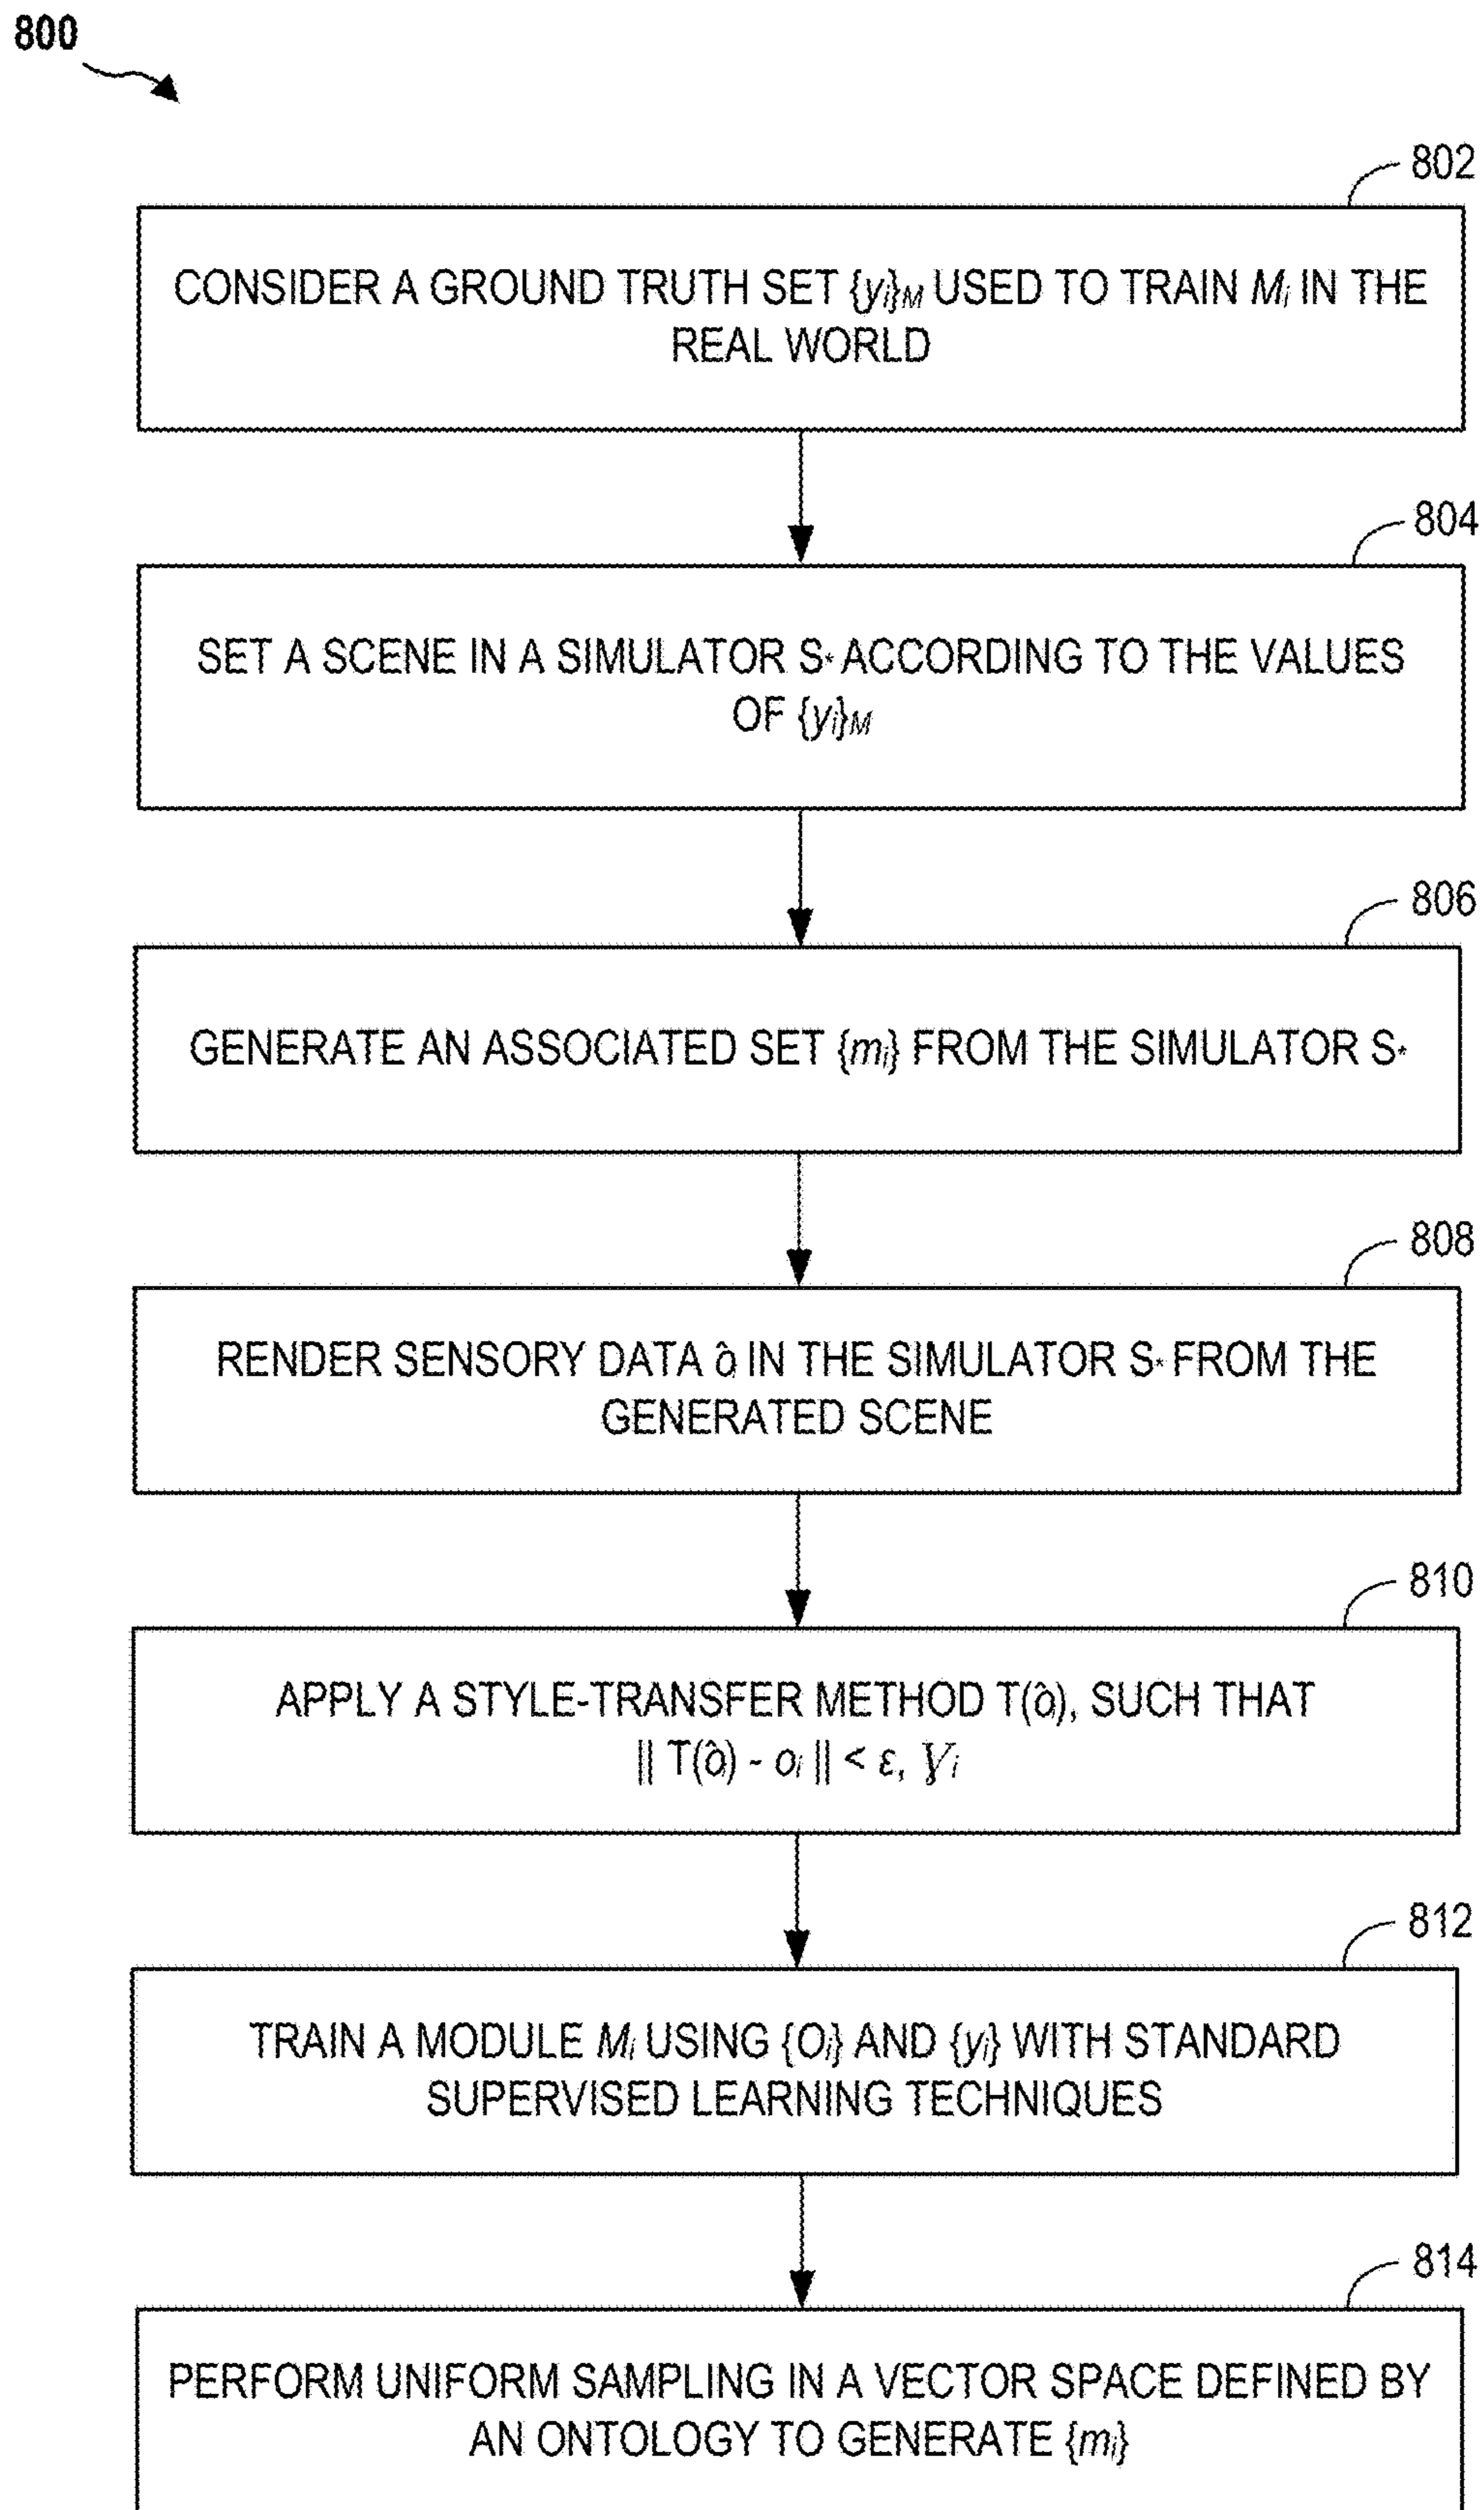 800
802
CONSIDER A GROUND TRUTH SET {yi}M USED TO TRAIN Mi IN THE
REAL WORLD
804
SET A SCENE IN A SIMULATOR S* ACCORDING TO THE VALUES
OF {yi}M
806
GENERATE AN ASSOCIATED SET {mi} FROM THE SIMULATOR S*
808
RENDER SENSORY DATA ôi IN THE SIMULATOR S* FROM THE
GENERATED SCENE
810
APPLY A STYLE-TRANSFER METHOD T(ôi), SUCH THAT
|| T(ôi) - oi || < ε, ɣi
812
TRAIN A MODULE Mi USING {Oi} AND {yi} WITH STANDARD
SUPERVISED LEARNING TECHNIQUES
814
PERFORM UNIFORM SAMPLING IN A VECTOR SPACE DEFINED BY
AN ONTOLOGY TO GENERATE {mi}